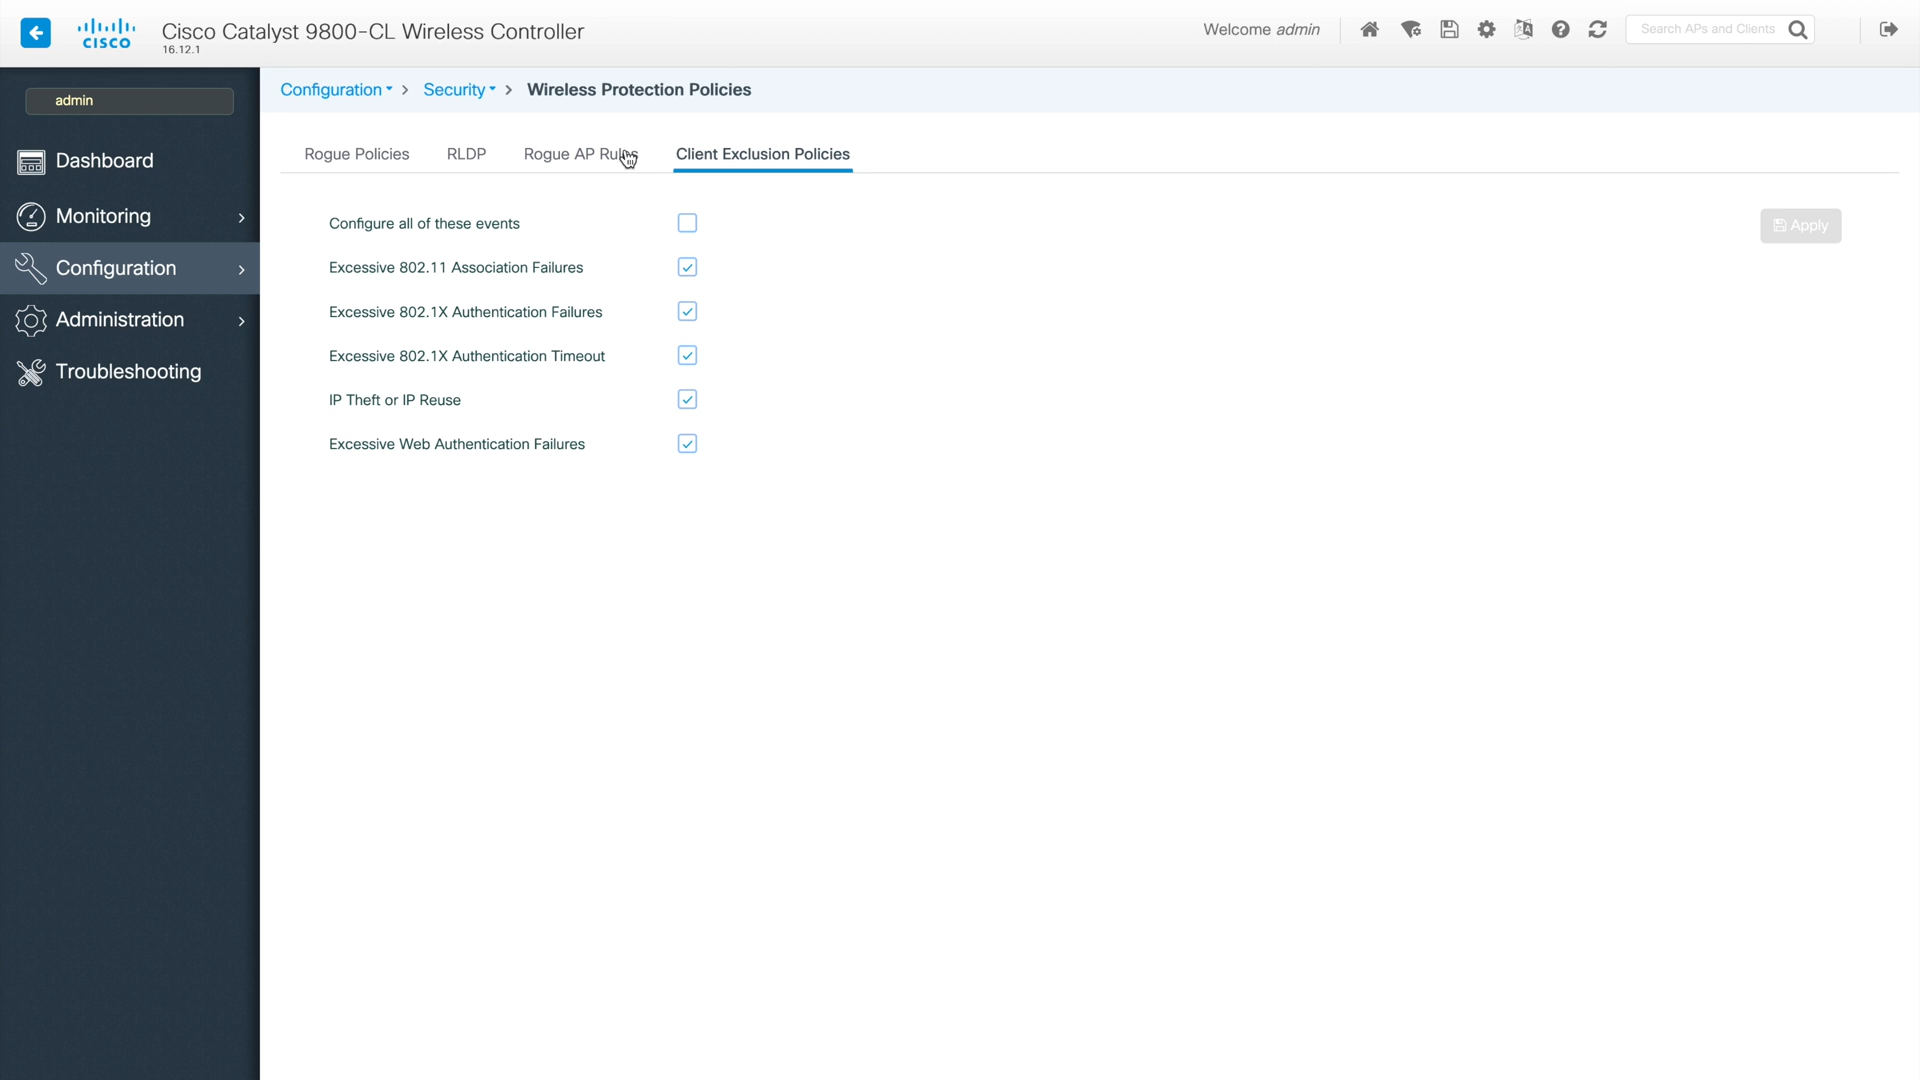 CISCO
Cisco Catalyst 9800-CL Wireless Controller
16.12.1
Welcome admin
Search APs and Clients
admin
Dashboard
Monitoring
Configuration
Administration
Troubleshooting
Configuration > Security > Wireless Protection Policies
Rogue Policies RLDP Rogue AP Rules Client Exclusion Policies
Configure all of these events
Apply
Excessive 802.11 Association Failures
Excessive 802.1X Authentication Failures
Excessive 802.1X Authentication Timeout
IP Theft or IP Reuse
Excessive Web Authentication Failures